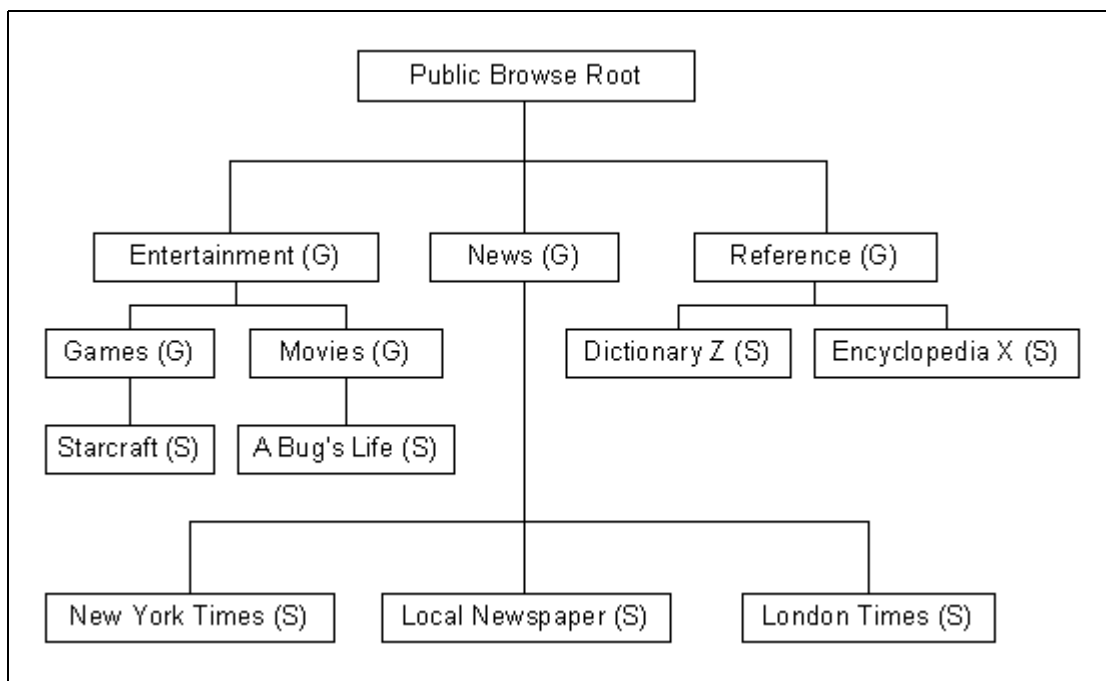 Public Browse Root
Entertainment (G)
News (G)
Reference (G)
Games (G)
Movies (G)
Dictionary Z (S)
Encyclopedia X (S)
Starcraft (S)
A Bug's Life (S)
New York Times (S)
Local Newspaper (S)
London Times (S)